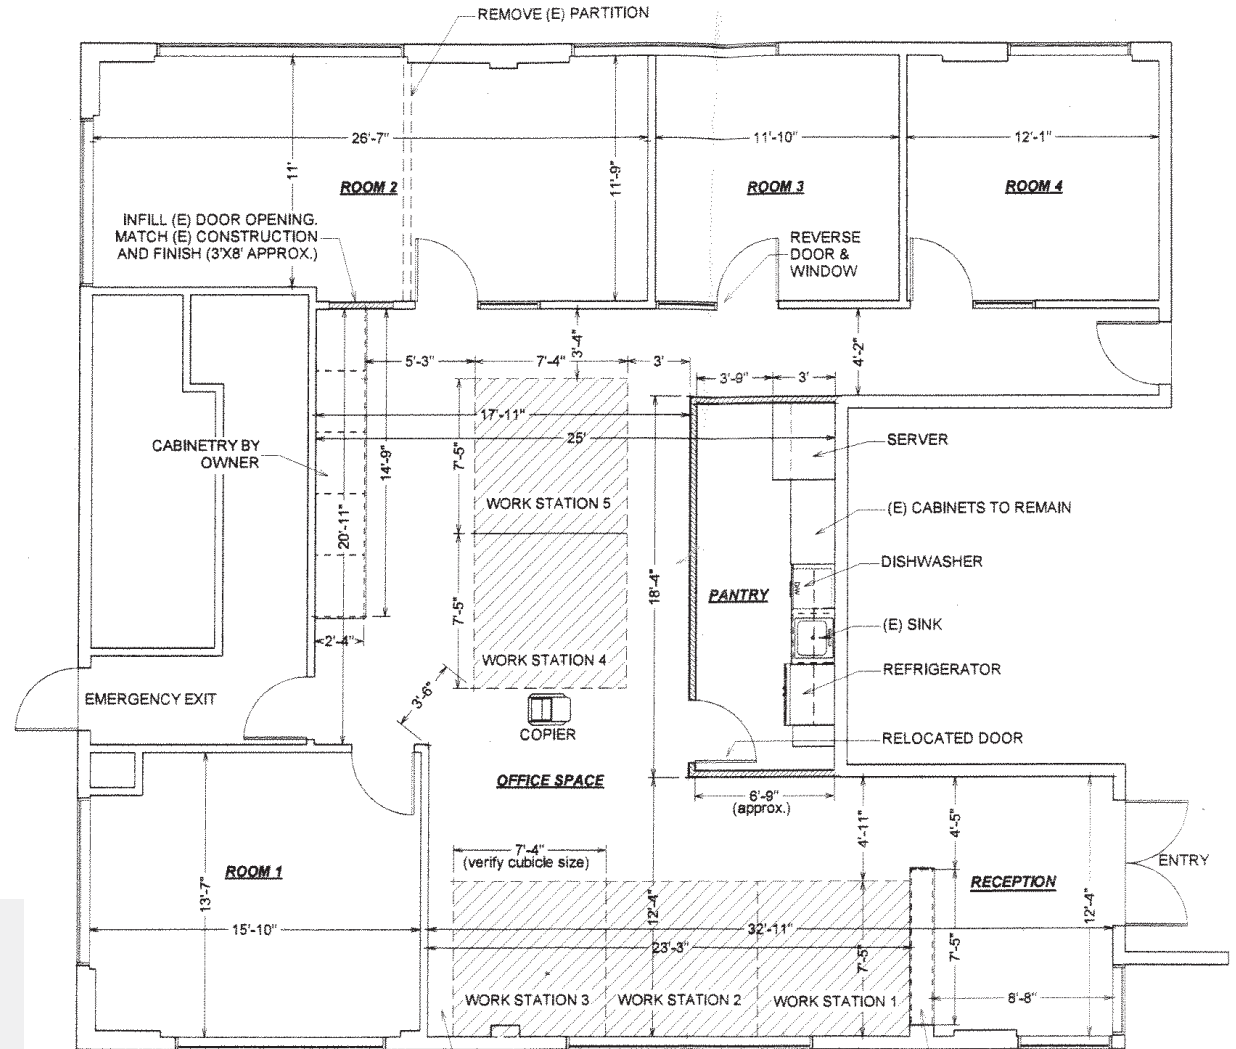 REMOVE (E) PARTITION
26'-7"
11'-10"
12'-1"
11'
11'-9"
ROOM 2
ROOM 3
ROOM 4
INFILL (E) DOOR OPENING.
MATCH (E) CONSTRUCTION
AND FINISH (3'X8' APPROX.)
REVERSE
DOOR &
WINDOW
5'-3"
7'-4"
3'-4"
3'
3'-9"
3'
4'-2"
17'-11"
25'
CABINETRY BY
OWNER
SERVER
7'-5"
14'-9"
20'-11"
WORK STATION 5
(E) CABINETS TO REMAIN
DISHWASHER
DW
18'-4"
7'-5"
PANTRY
(E) SINK
2'-4"
WORK STATION 4
REFRIGERATOR
EMERGENCY EXIT
3'-6"
COPIER
RELOCATED DOOR
OFFICE SPACE
6'-9"
(approx.)
4'-11"
4'-5"
7'-4"
(verify cubicle size)
ENTRY
ROOM 1
RECEPTION
13'-7"
12'-4"
12'-4"
15'-10"
32'-11"
23'-3"
7'-5"
7'-5"
WORK STATION 3
WORK STATION 2
WORK STATION 1
8'-8"